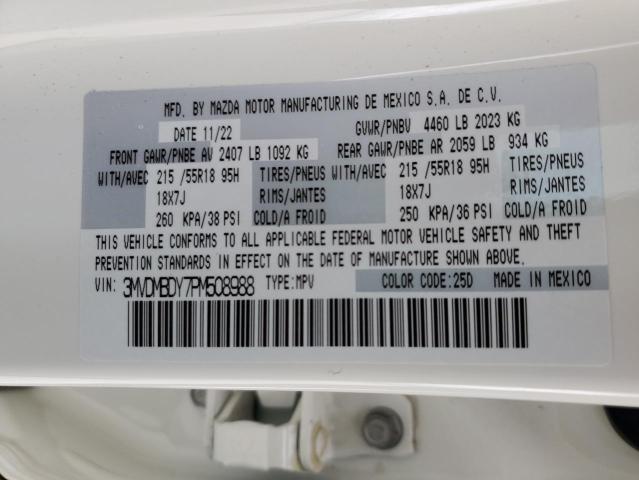 MFD. BY MAZDA MOTOR MANUFACTURING DE MEXICO S.A. DE C.V.
DATE 11/22 GVWR/PNBV 4460 LB 2023 KG
FRONT GAWR/PNBE AV 2407 LB 1092 KG REAR GAWR/PNBE AR 2059 LB 934 KG
WITH/AVEC 215 /55R18 95H TIRES/PNEUS WITH/AVEC 215 /55R18 95H TIRES/PNEUS
18X7J RIMS/JANTES 18X7J RIMS/JANTES
260 KPA/38 PSI COLD/A FROID 250 KPA/36 PSI COLD/A FROID
THIS VEHICLE CONFORMS TO ALL APPLICABLE FEDERAL MOTOR VEHICLE SAFETY AND THEFT
PREVENTION STANDARDS IN EFFECT ON THE DATE OF MANUFACTURE SHOWN ABOVE.
VIN: 3MVDMBDY7PM508988 TYPE:MPV COLOR CODE:25D MADE IN MEXICO